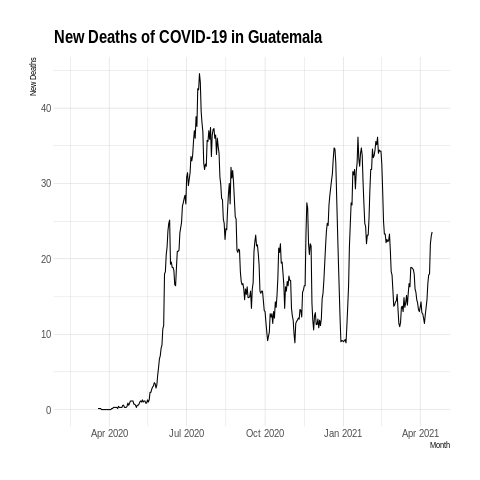 New Deaths of COVID-19 in Guatemala
New Deaths
40
30
20
10
0
Apr 2020 Jul 2020 Oct 2020 Jan 2021 Apr 2021
Month